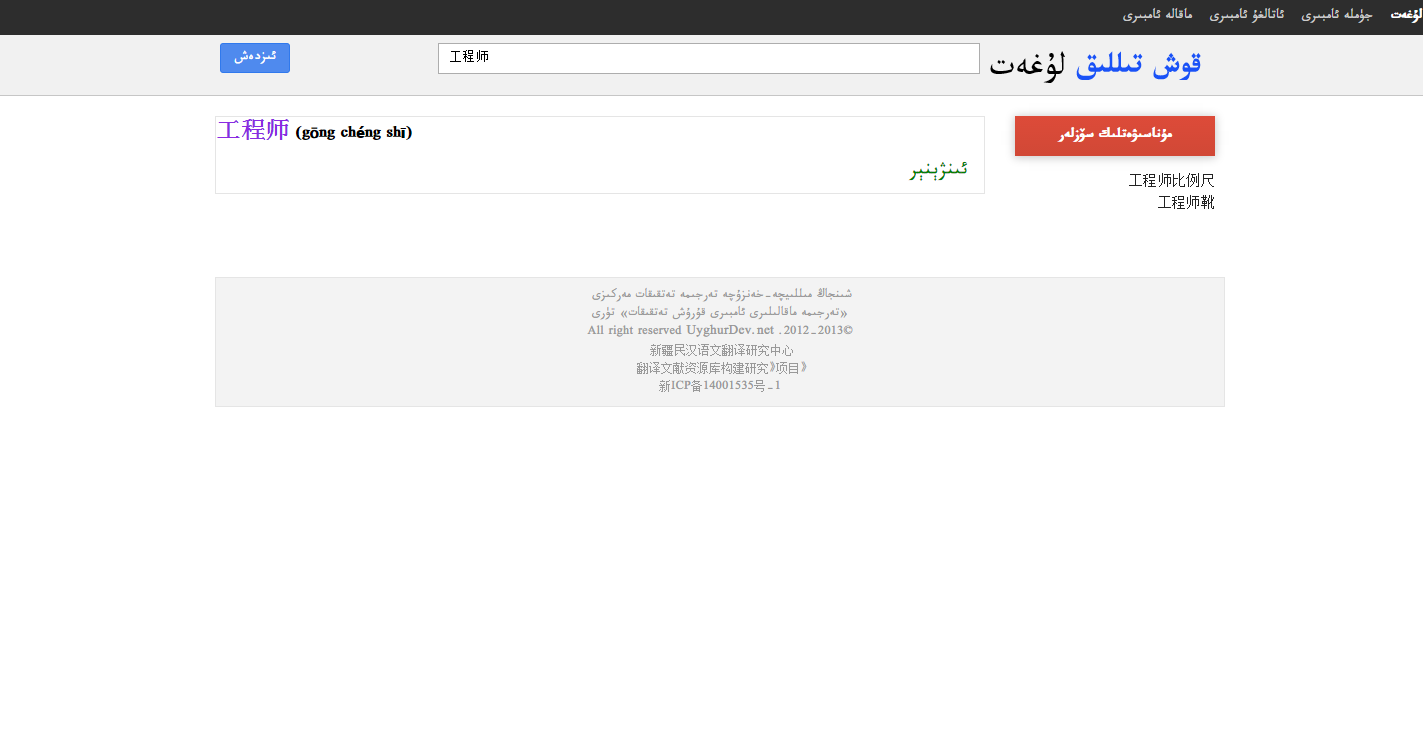 لۇغەت جۈملە ئامبىرى ئاتالغۇ ئامبىرى ماقالە ئامبىرى
قوش تىللىق لۇغەت
工程师
ئىزدەش
工程师 (gōng chéng shī)
ئىنژېنېر
مۇناسىۋەتلىك سۆزلەر
工程师比例尺
工程师靴
شىنجاڭ مىللىيچە-خەنزۇچە تەرجىمە تەتقىقات مەركىزى
«تەرجىمە ماقالىلىرى ئامبىرى قۇرۇش تەتقىقات» تۈرى
All right reserved UyghurDev.net .2012-2013©
新疆民汉语文翻译研究中心
翻译文献资源库构建研究》项目》
新ICP备14001535号-1